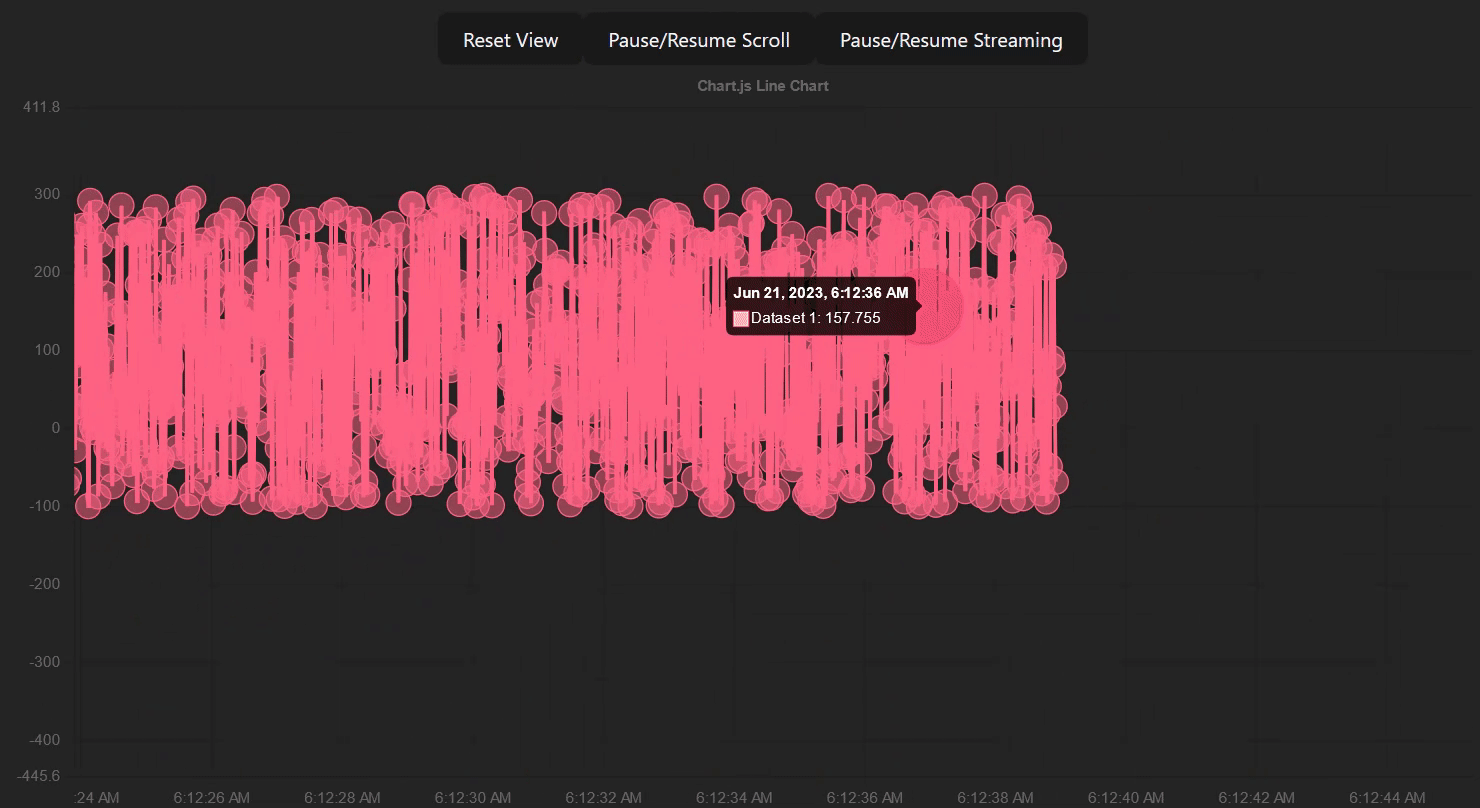 Reset View Pause/Resume Scroll Pause/Resume Streaming
Chart.js Line Chart
411.8
300
200
Jun 21, 2023, 6:12:36 AM
Dataset 1: 157.755
100
0
-100
-200
-300
-400
-445.6
:24 AM 6:12:26 AM 6:12:28 AM 6:12:30 AM 6:12:32 AM 6:12:34 AM 6:12:36 AM 6:12:38 AM 6:12:40 AM 6:12:42 AM 6:12:44 AM